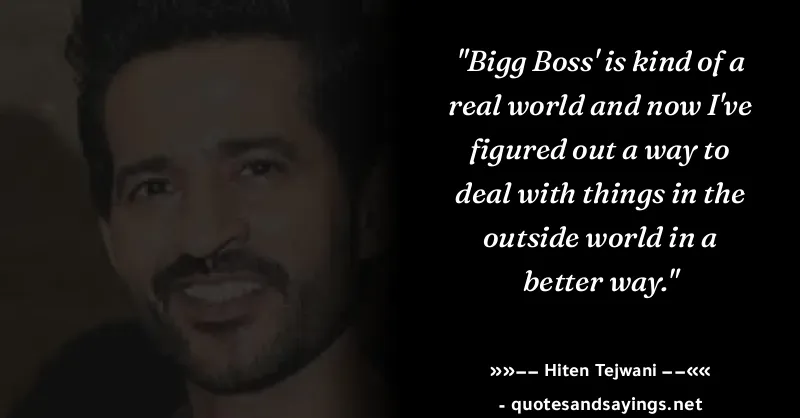 "Bigg Boss' is kind of a
real world and now I've
figured out a way to
deal with things in the
outside world in a
better way."
»»−− Hiten Tejwani −−««
- quotesandsayings.net